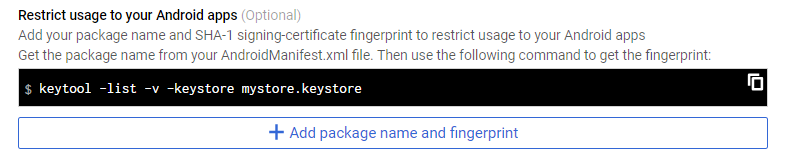 Restrict usage to your Android apps (Optional)
Add your package name and SHA-1 signing-certificate fingerprint to restrict usage to your Android apps
Get the package name from your AndroidManifest.xml file. Then use the following command to get the fingerprint:
$ keytool -list -v -keystore mystore.keystore
+ Add package name and fingerprint